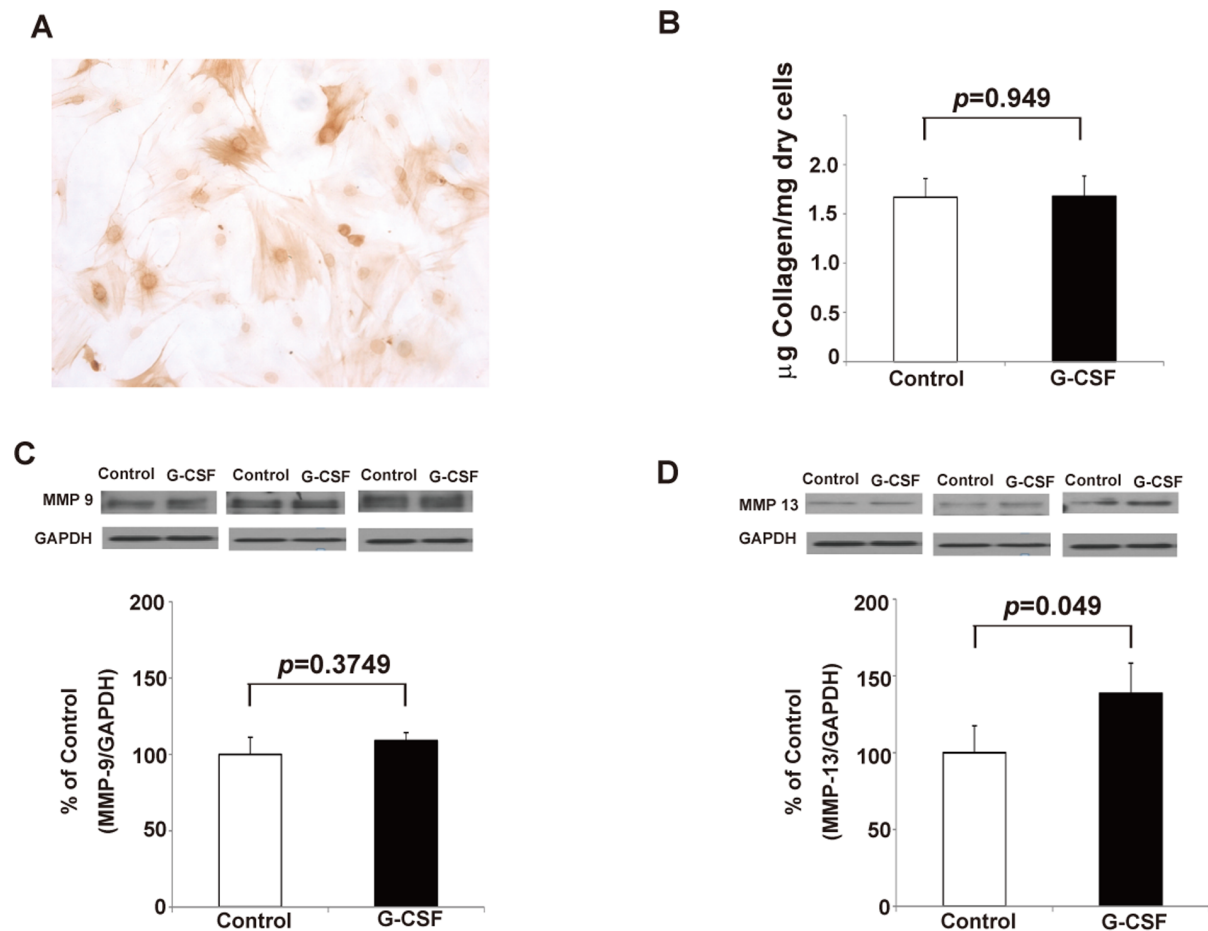 A
B
p=0.949
μg Collagen/mg dry cells
2.0
1.5
1.0
0.5
0
Control G-CSF
C
Control G-CSF Control G-CSF Control G-CSF
MMP 9
GAPDH
200
150
100
50
0
% of Control
(MMP-9/GAPDH)
p=0.3749
Control G-CSF
D
Control G-CSF Control G-CSF Control G-CSF
MMP 13
GAPDH
200
150
100
50
0
% of Control
(MMP-13/GAPDH)
p=0.049
Control G-CSF